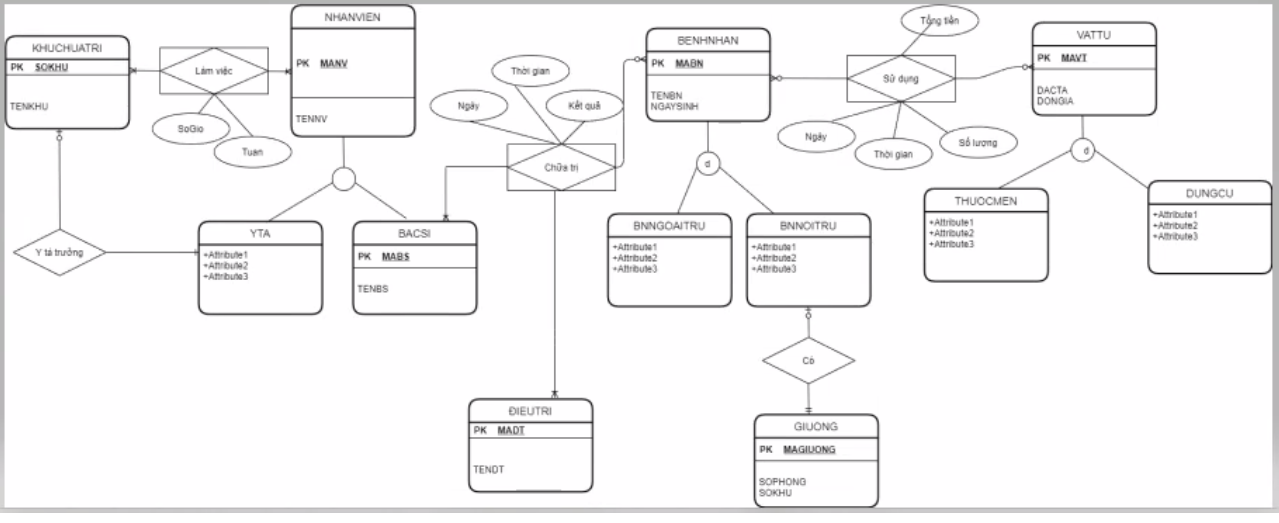 KHUCHUATRI
PK SOKHU
TENKHU
Làm việc
SoGio
Tuan
NHANVIEN
PK MANV
TENNV
Y tá trưởng
YTA
+Attribute1
+Attribute2
+Attribute3
BACSI
PK MABS
TENBS
Thời gian
Ngày
Kết quả
Chữa trị
ĐIEUTRI
PK MADT
TENDT
BENHNHAN
PK MABN
TENBN
NGAYSINH
d
BNNGOAITRU
+Attribute1
+Attribute2
+Attribute3
BNNOITRU
+Attribute1
+Attribute2
+Attribute3
Có
GIUONG
PK MAGIUONG
SOPHONG
SOKHU
Tổng tiền
Sử dụng
Ngày
Thời gian
Số lượng
VATTU
PK MAVT
DACTA
DONGIA
d
THUOCMEN
+Attribute1
+Attribute2
+Attribute3
DUNGCU
+Attribute1
+Attribute2
+Attribute3